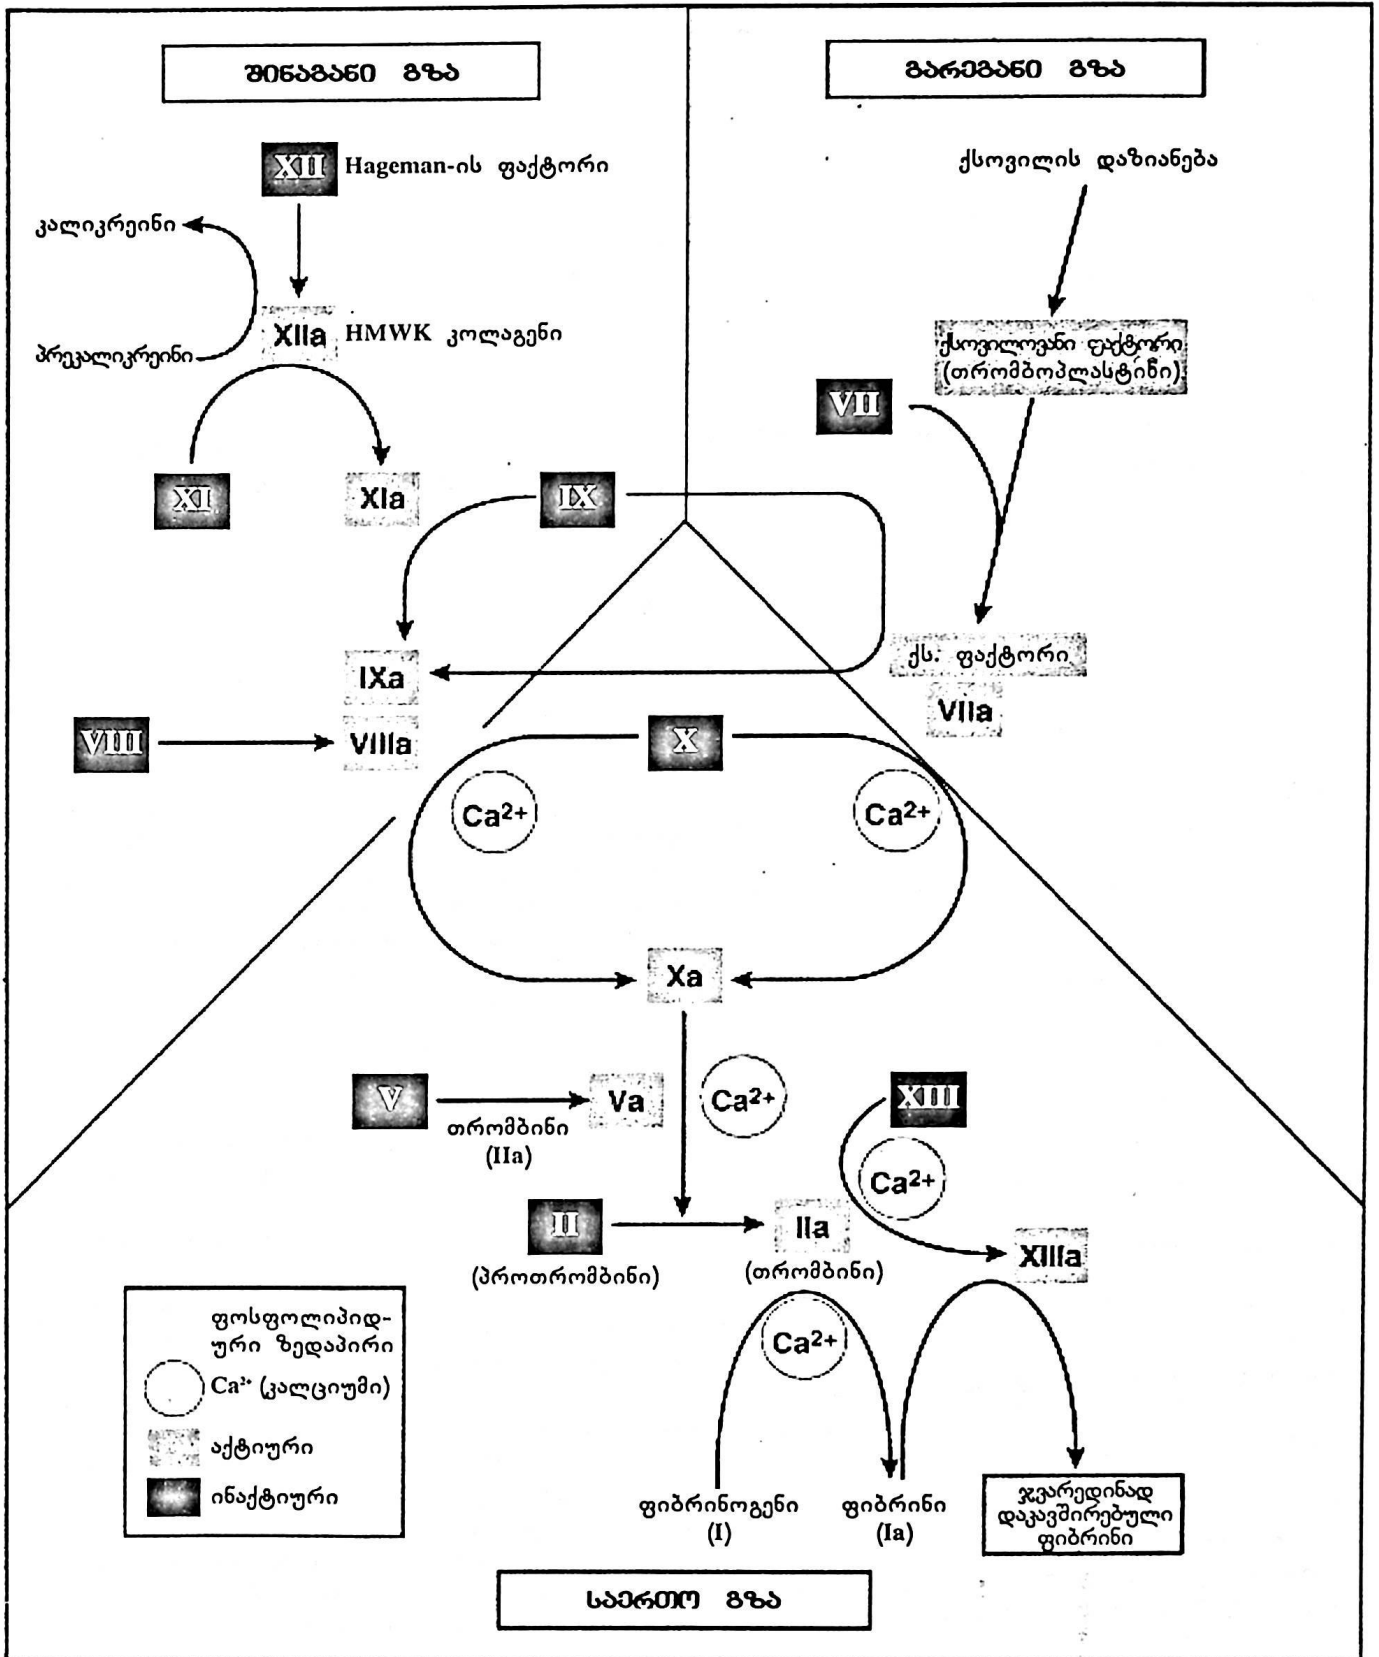 შინაგანი გზა
გარეგანი გზა
XII Hageman-ის ფაქტორი
ქსოვილის დაზიანება
კალიკრეინი
XIIa HMWK კოლაგენი
პრეკალიკრეინი
ქსოვილოვანი ფაქტორი
(თრომბოპლასტინი)
VII
XI
XIa
IX
IXa
ქს. ფაქტორი
VIIa
VIII
VIIIa
X
Ca²⁺
Ca²⁺
Xa
V
თრომბინი
(IIa)
Va
Ca²⁺
XIII
Ca²⁺
II
(პროთრომბინი)
IIa
(თრომბინი)
XIIIa
Ca²⁺
ფოსფოლიპიდ-
ური ზედაპირი
Ca²⁺ (კალციუმი)
აქტიური
ინაქტიური
ფიბრინოგენი
(I)
ფიბრინი
(Ia)
ჯვარედინად
დაკავშირებული
ფიბრინი
საერთო გზა